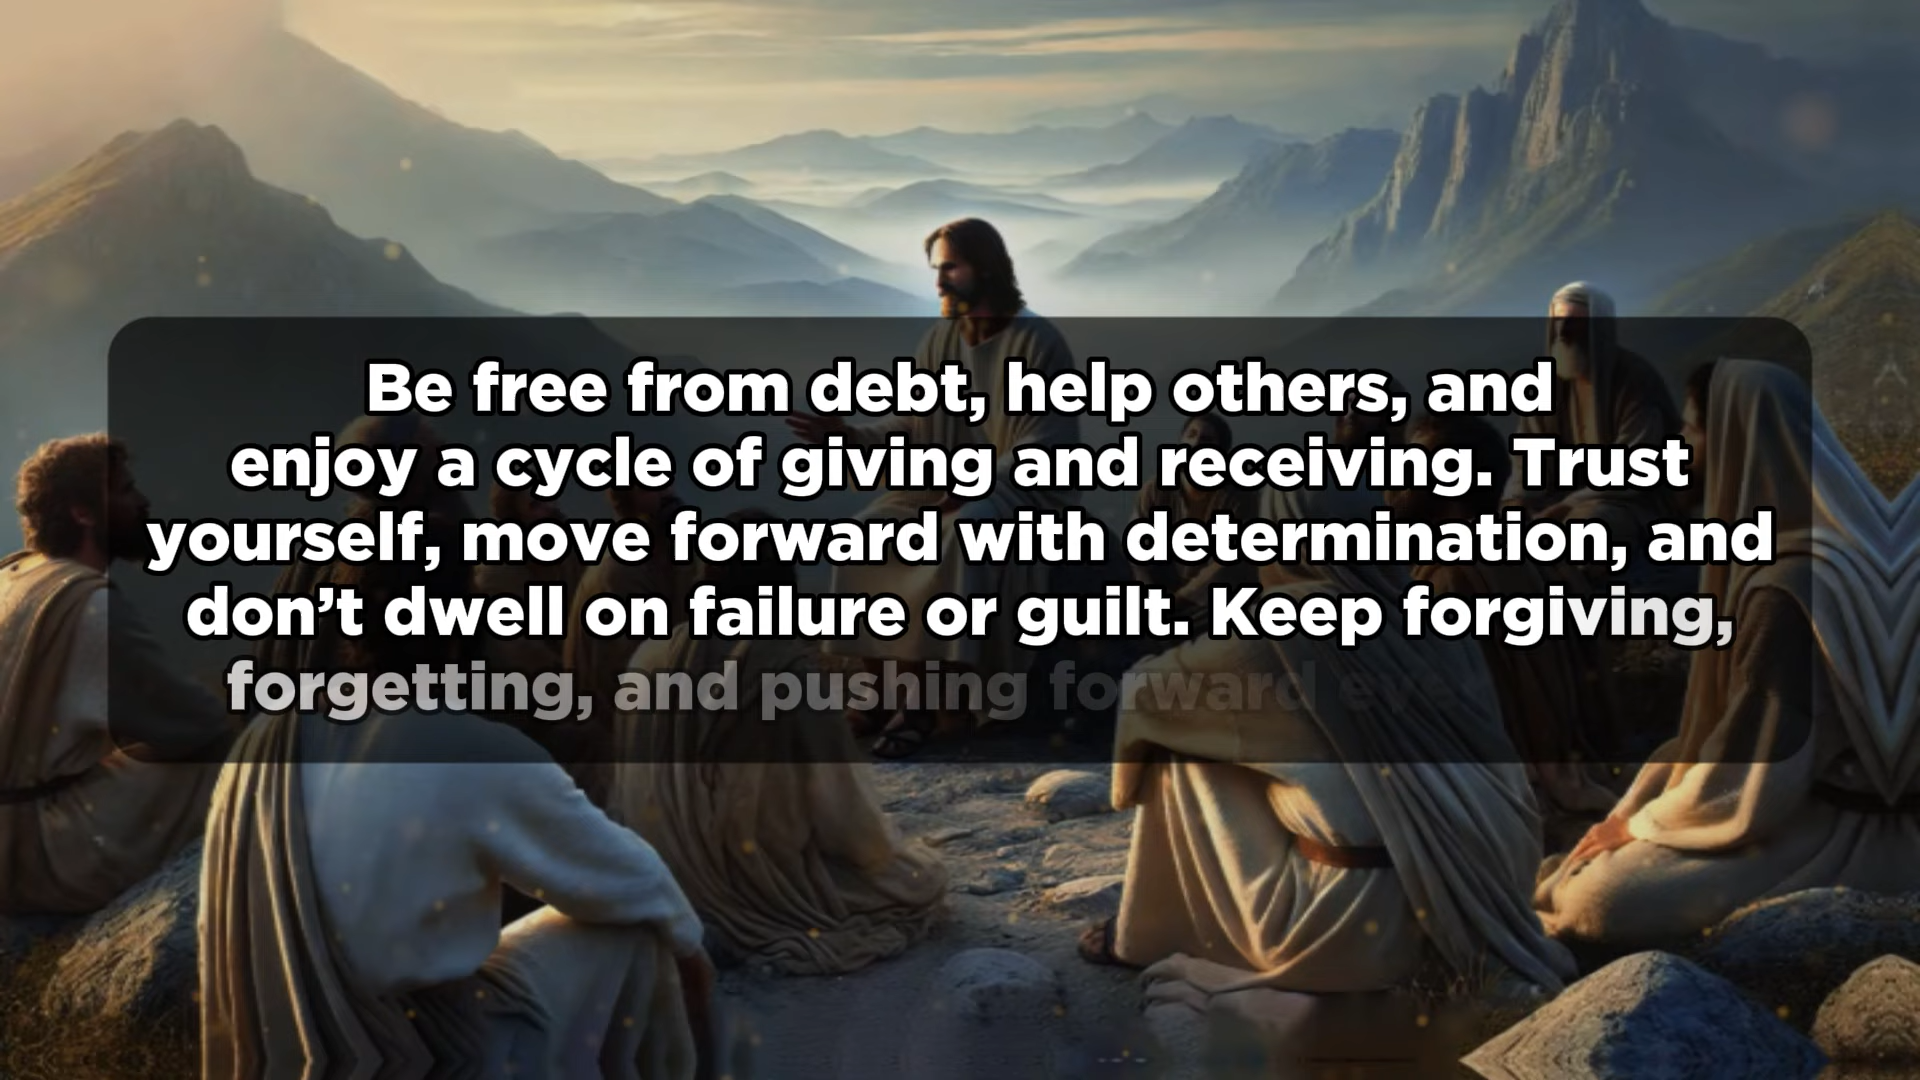 Be free from debt, help others, and
enjoy a cycle of giving and receiving. Trust
yourself, move forward with determination, and
don’t dwell on failure or guilt. Keep forgiving,
forgetting, and pushing forward